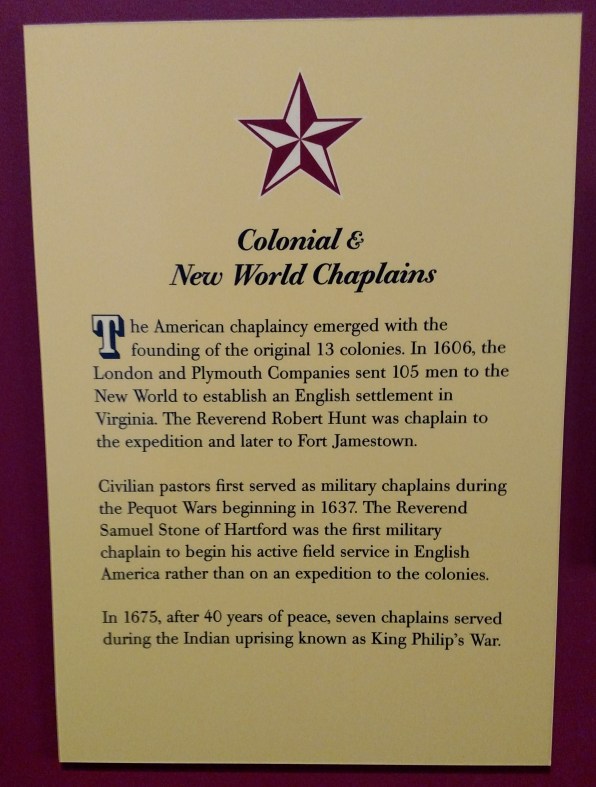 Colonial &
New World Chaplains
The American chaplaincy emerged with the
founding of the original 13 colonies. In 1606, the
London and Plymouth Companies sent 105 men to the
New World to establish an English settlement in
Virginia. The Reverend Robert Hunt was chaplain to
the expedition and later to Fort Jamestown.
Civilian pastors first served as military chaplains during
the Pequot Wars beginning in 1637. The Reverend
Samuel Stone of Hartford was the first military
chaplain to begin his active field service in English
America rather than on an expedition to the colonies.
In 1675, after 40 years of peace, seven chaplains served
during the Indian uprising known as King Philip's War.